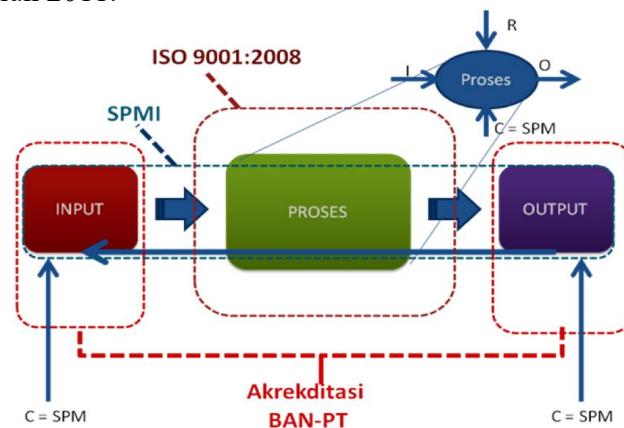 ISO 9001:2008
R
I
Proses
O
C = SPM
SPMI
INPUT
PROSES
OUTPUT
Akrekditasi
BAN-PT
C = SPM
C = SPM